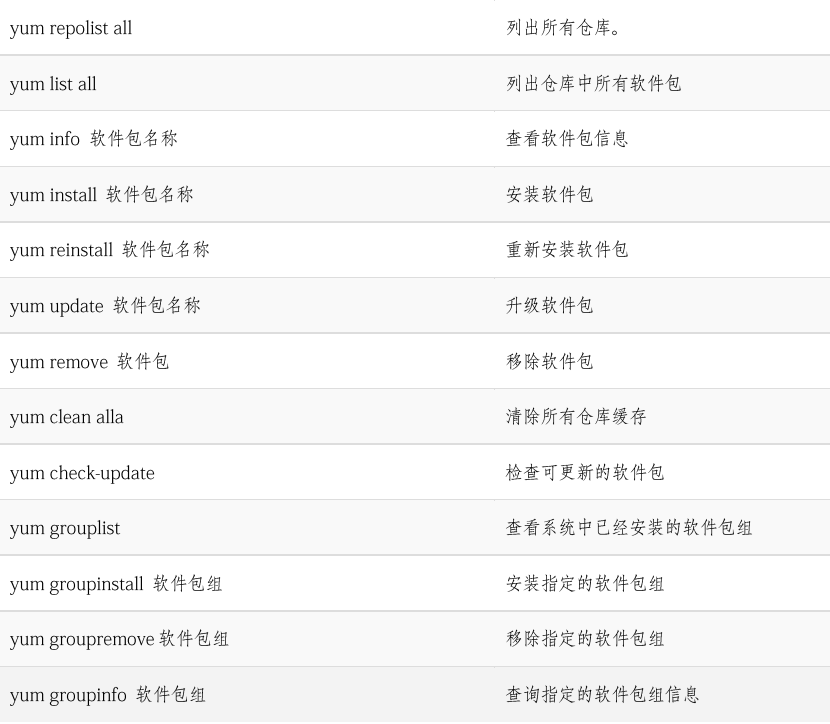 yum repolist all 列出所有仓库。
yum list all 列出仓库中所有软件包
yum info 软件包名称 查看软件包信息
yum install 软件包名称 安装软件包
yum reinstall 软件包名称 重新安装软件包
yum update 软件包名称 升级软件包
yum remove 软件包 移除软件包
yum clean alla 清除所有仓库缓存
yum check-update 检查可更新的软件包
yum grouplist 查看系统中已经安装的软件包组
yum groupinstall 软件包组 安装指定的软件包组
yum groupremove 软件包组 移除指定的软件包组
yum groupinfo 软件包组 查询指定的软件包组信息